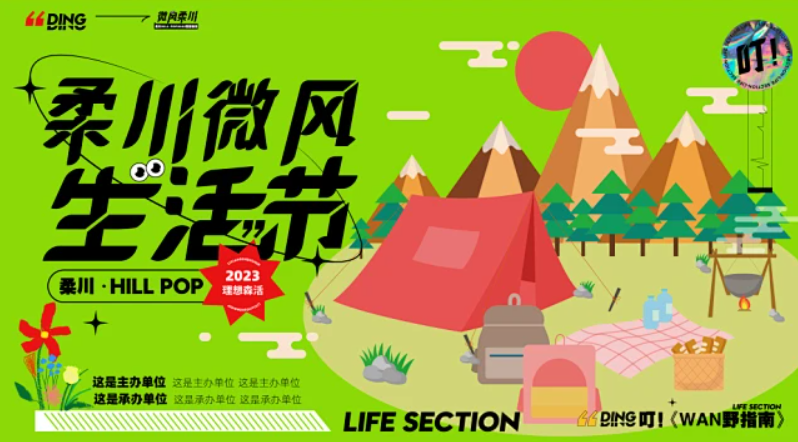 DING
DING
微风柔川
叮!
柔川微风
生活节
柔川·HILL POP
2023
理想森活
这是主办单位 这是主办单位 这是主办单位
这是承办单位 这是承办单位 这是承办单位
LIFE SECTION
LIFE SECTION
DING 叮!《WAN野指南》